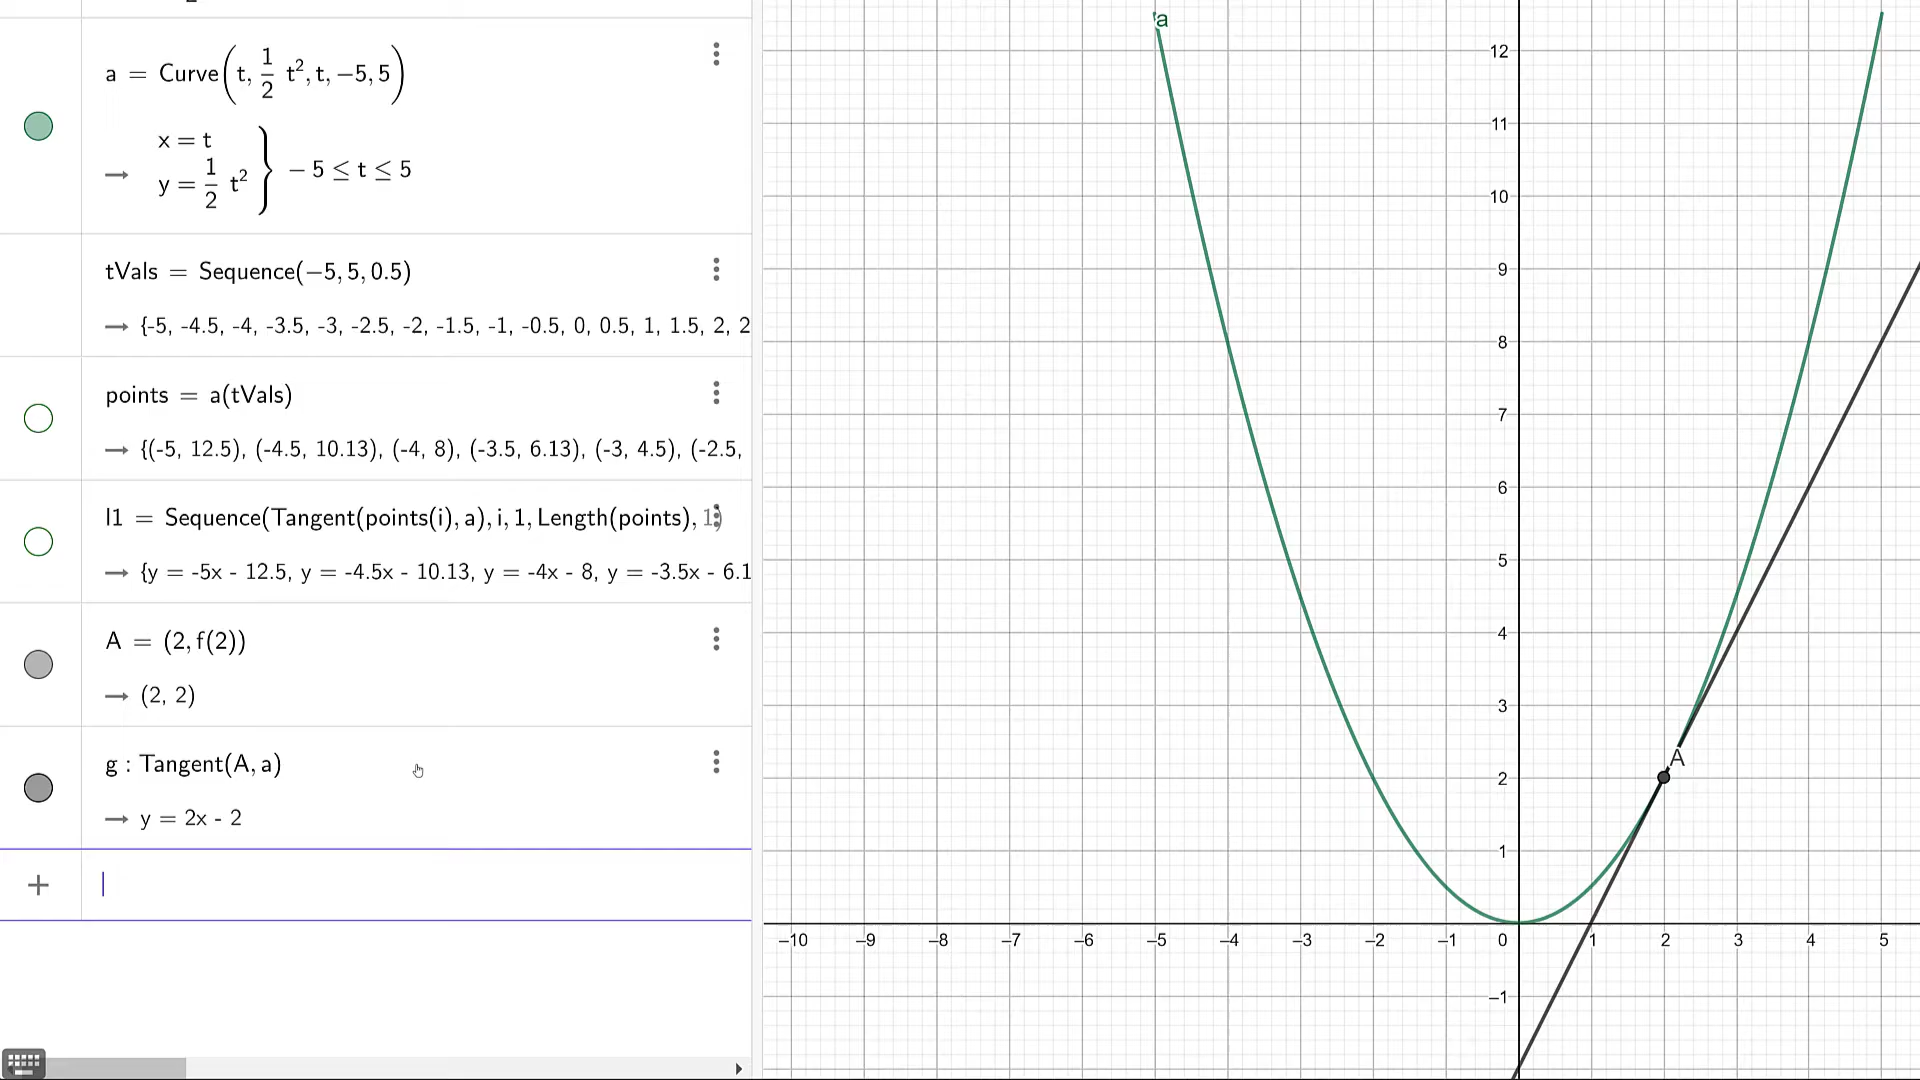 a = Curve(t, 1/2 t², t, −5, 5)
→ x = t
y = 1/2 t² } − 5 ≤ t ≤ 5
tVals = Sequence(−5, 5, 0.5)
→ {-5, -4.5, -4, -3.5, -3, -2.5, -2, -1.5, -1, -0.5, 0, 0.5, 1, 1.5, 2, 2
points = a(tVals)
→ {(-5, 12.5), (-4.5, 10.13), (-4, 8), (-3.5, 6.13), (-3, 4.5), (-2.5,
l1 = Sequence(Tangent(points(i), a), i, 1, Length(points), 1)
→ {y = -5x - 12.5, y = -4.5x - 10.13, y = -4x - 8, y = -3.5x - 6.1
A = (2, f(2))
→ (2, 2)
g : Tangent(A, a)
→ y = 2x - 2
+
a
12
11
10
9
8
7
6
5
4
3
A
2
1
–10 –9 –8 –7 –6 –5 –4 –3 –2 –1 0 1 2 3 4 5
–1